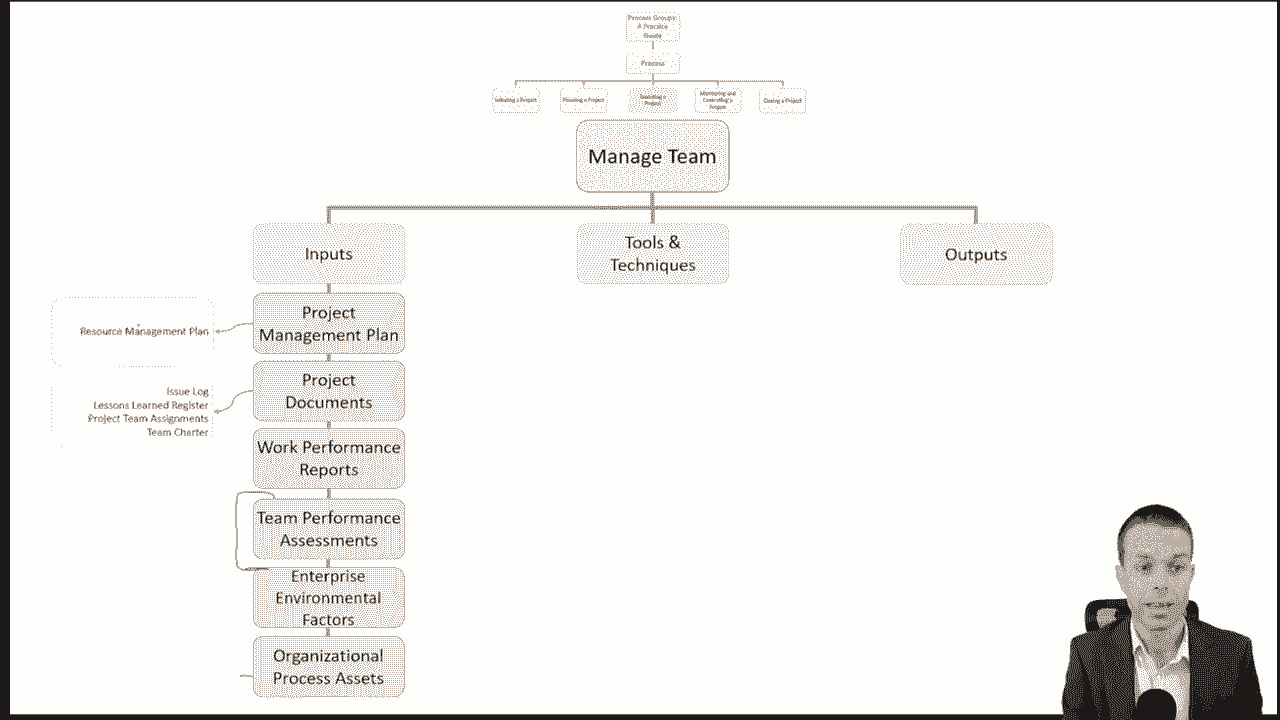 Process Groups:
A Practice
Guide
Process
Initiating a Project
Planning a Project
Executing a
Project
Monitoring and
Controlling a
Project
Closing a Project
Manage Team
Inputs
Tools &
Techniques
Outputs
Project
Management Plan
Resource Management Plan
Project
Documents
Issue Log
Lessons Learned Register
Project Team Assignments
Team Charter
Work Performance
Reports
Team Performance
Assessments
Enterprise
Environmental
Factors
Organizational
Process Assets